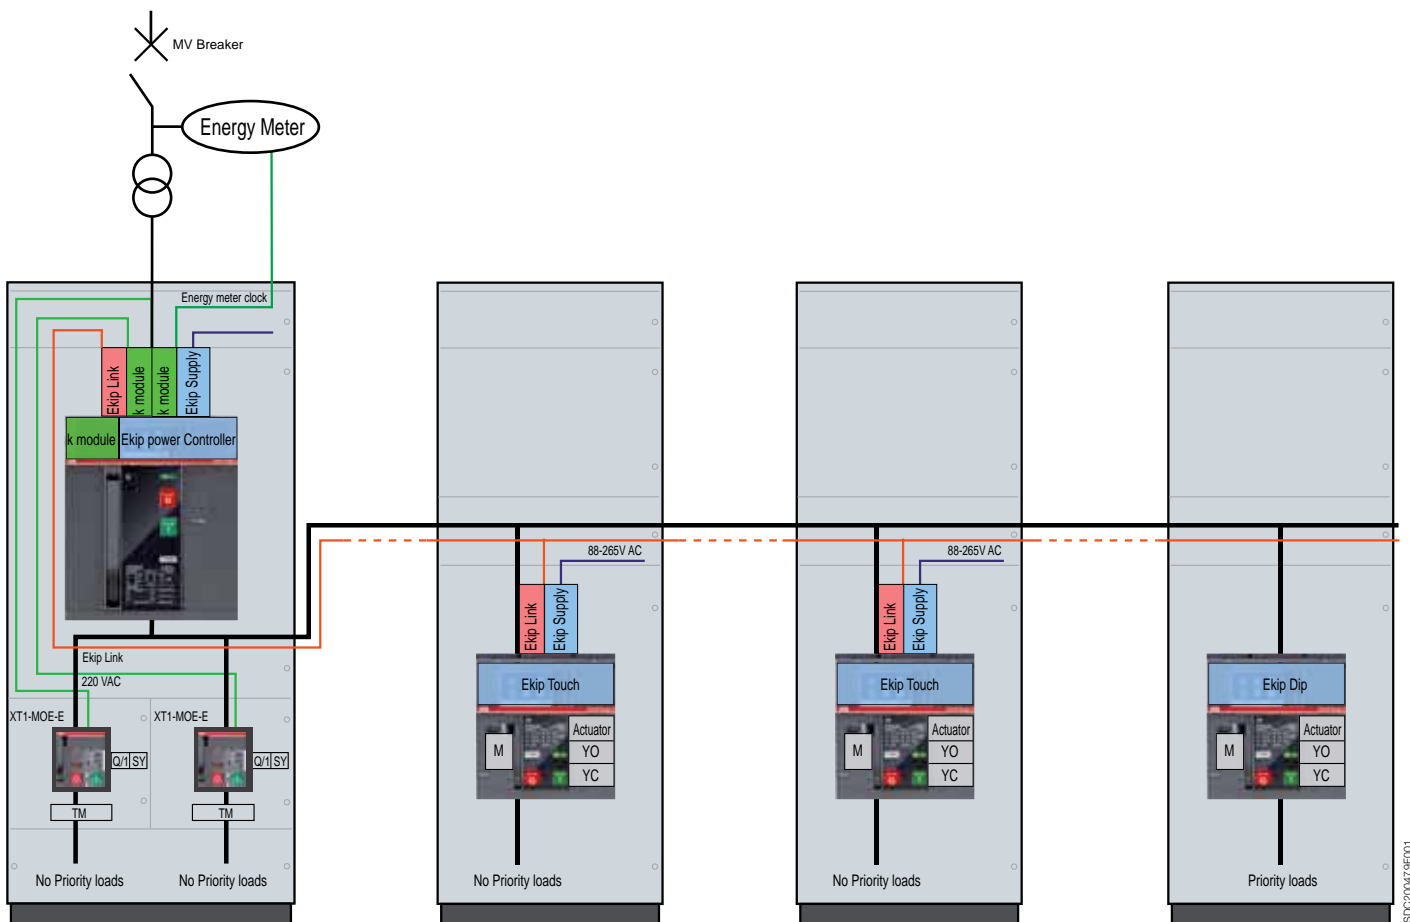 MV Breaker
Energy Meter
Energy meter clock
Ekip Link
k module
k module
Ekip Supply
k module
Ekip power Controller
88-265V AC
88-265V AC
Ekip Link
Ekip Supply
Ekip Link
Ekip Supply
Ekip Link
220 VAC
XT1-MOE-E
XT1-MOE-E
Q/1 SY
Q/1 SY
TM
TM
Ekip Touch
M
Actuator
YO
YC
Ekip Touch
M
Actuator
YO
YC
Ekip Dip
M
Actuator
YO
YC
No Priority loads
No Priority loads
No Priority loads
No Priority loads
Priority loads